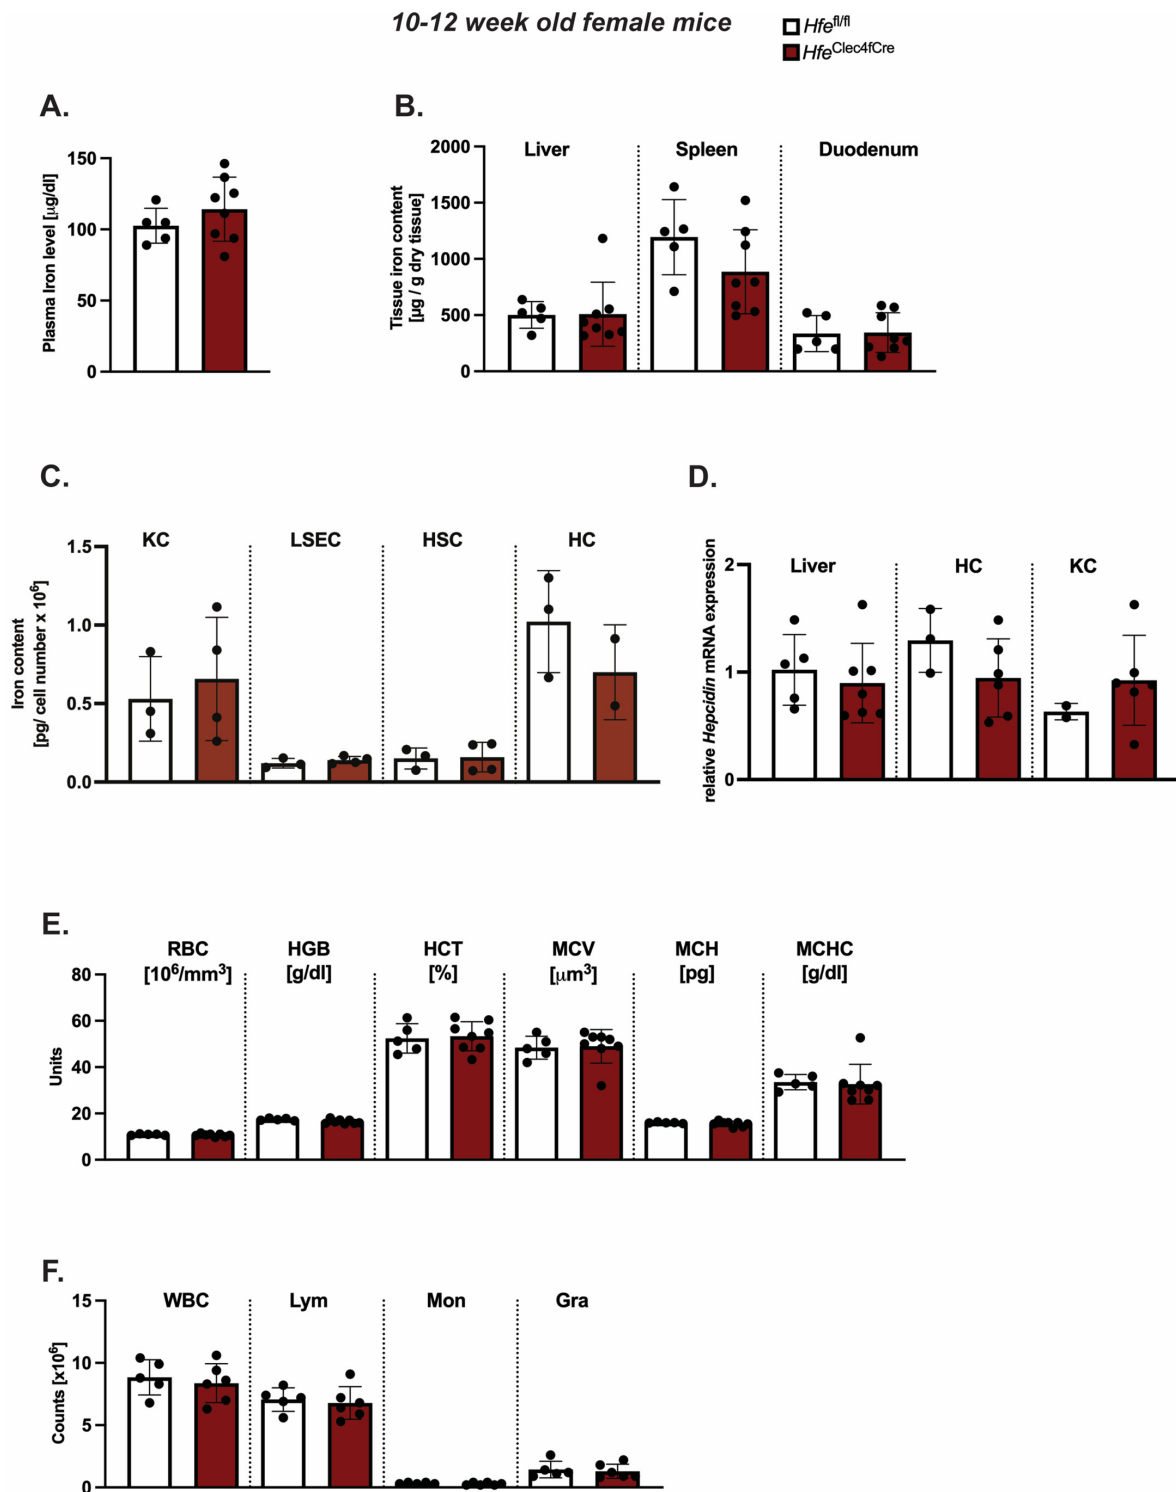 10-12 week old female mice
Hfe^fl/fl
Hfe^Clec4fCre
A.
Plasma Iron level [µg/dl]
150
100
50
0
B.
Tissue iron content
[µg / g dry tissue]
2000
1500
1000
500
0
Liver
Spleen
Duodenum
C.
Iron content
[pg/ cell number x 10⁶]
1.5
1.0
0.5
0.0
KC
LSEC
HSC
HC
D.
relative Hepcidin mRNA expression
2
1
0
Liver
HC
KC
E.
Units
80
60
40
20
0
RBC
[10⁶/mm³]
HGB
[g/dl]
HCT
[%]
MCV
[µm³]
MCH
[pg]
MCHC
[g/dl]
F.
Counts [x10⁶]
15
10
5
0
WBC
Lym
Mon
Gra